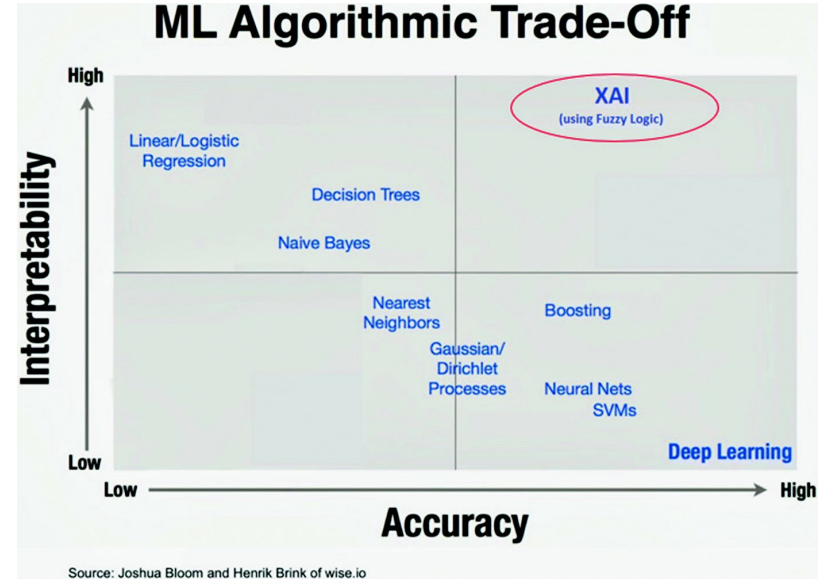 ML Algorithmic Trade-Off
High
XAI
(using Fuzzy Logic)
Linear/Logistic
Regression
Decision Trees
Naive Bayes
Interpretability
Nearest
Neighbors
Boosting
Gaussian/
Dirichlet
Processes
Neural Nets
SVMs
Deep Learning
Low
Low
High
Accuracy
Source: Joshua Bloom and Henrik Brink of wise.io